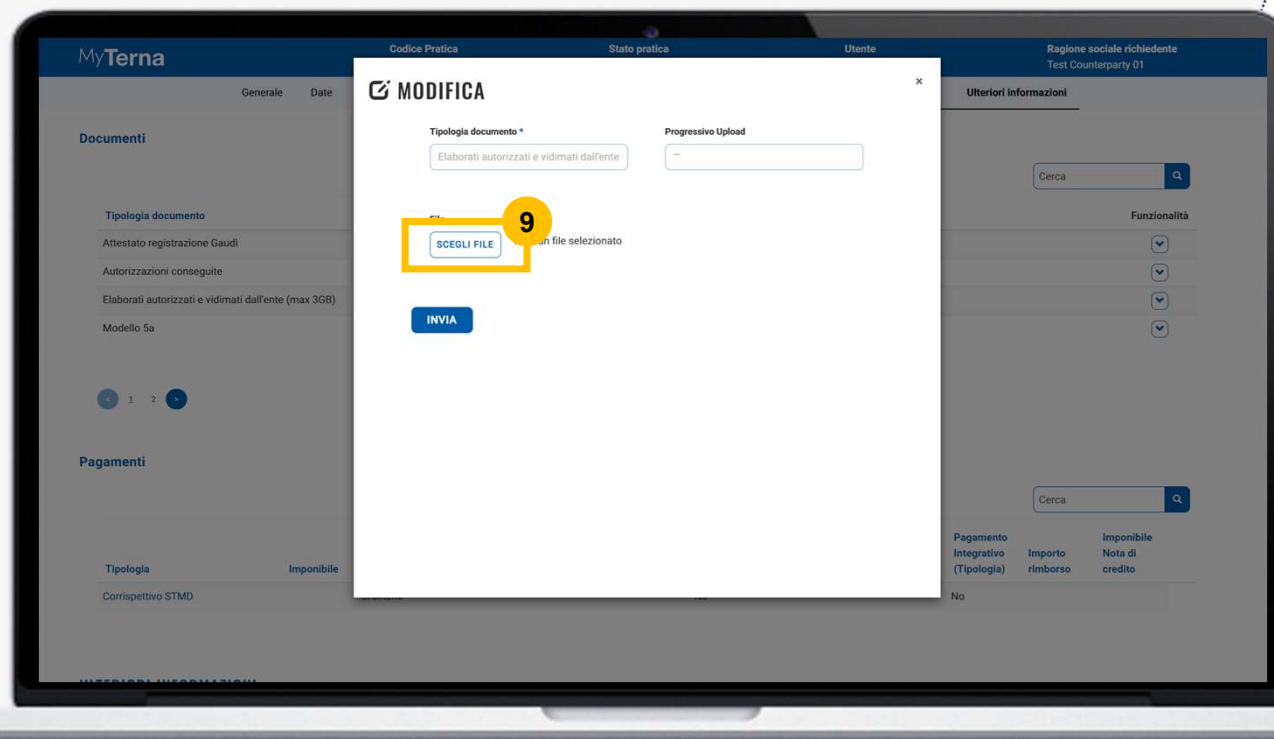 MyTerna
Codice Pratica Stato pratica Utente Ragione sociale richiedente
Test Counterparty 01
Generale Date Ulteriori informazioni
MODIFICA ×
Tipologia documento * Progressivo Upload
Elaborati autorizzati e vidimati dall'ente —
Documenti
Cerca
Tipologia documento Funzionalità
9
SCEGLI FILE file selezionato
Attestato registrazione Gaudì
Autorizzazioni conseguite
Elaborati autorizzati e vidimati dall'ente (max 3GB)
Modello 5a
INVIA
< 1 2 >
Pagamenti
Cerca
Tipologia Imponibile
Pagamento Integrativo (Tipologia)
Importo rimborso
Imponibile Nota di credito
Corrispettivo STMD No